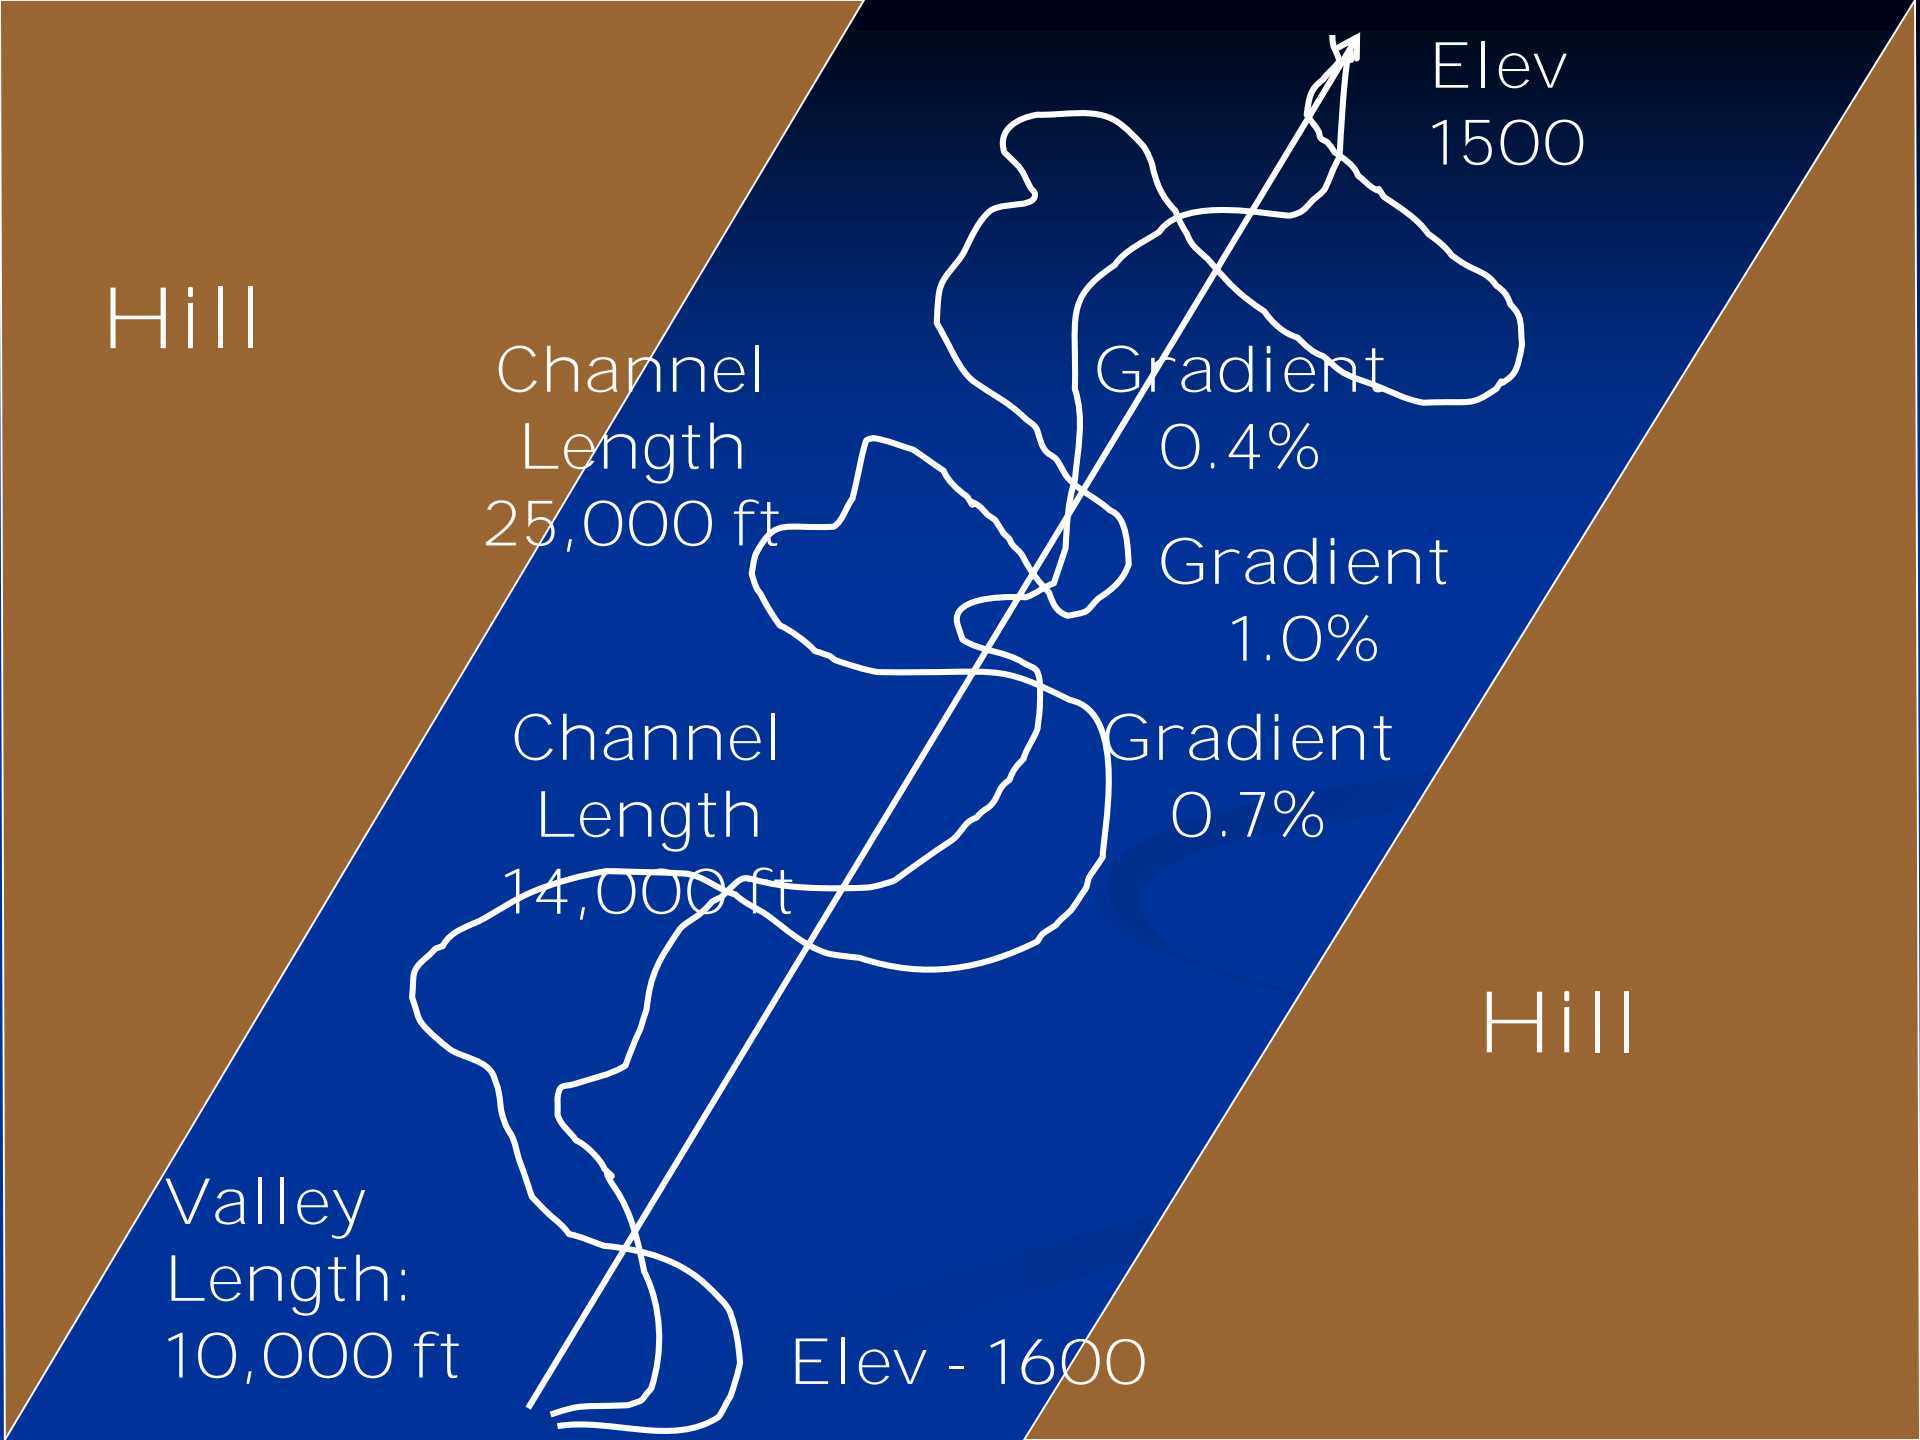 Elev
1500
Hill
Channel
Length
25,000 ft
Gradient
0.4%
Gradient
1.0%
Channel
Length
14,000 ft
Gradient
0.7%
Hill
Valley
Length:
10,000 ft
Elev - 1600